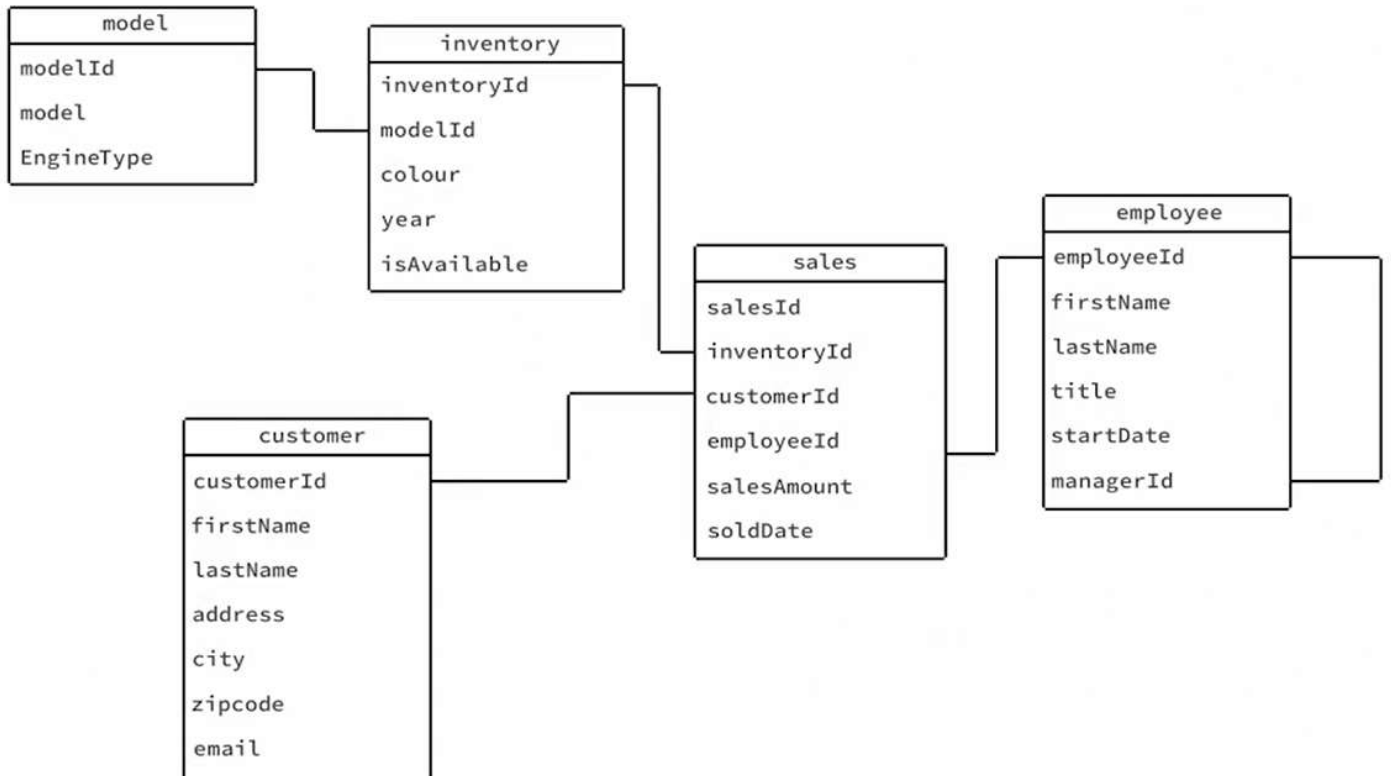 model
modelId
model
EngineType
inventory
inventoryId
modelId
colour
year
isAvailable
sales
salesId
inventoryId
customerId
employeeId
salesAmount
soldDate
employee
employeeId
firstName
lastName
title
startDate
managerId
customer
customerId
firstName
lastName
address
city
zipcode
email